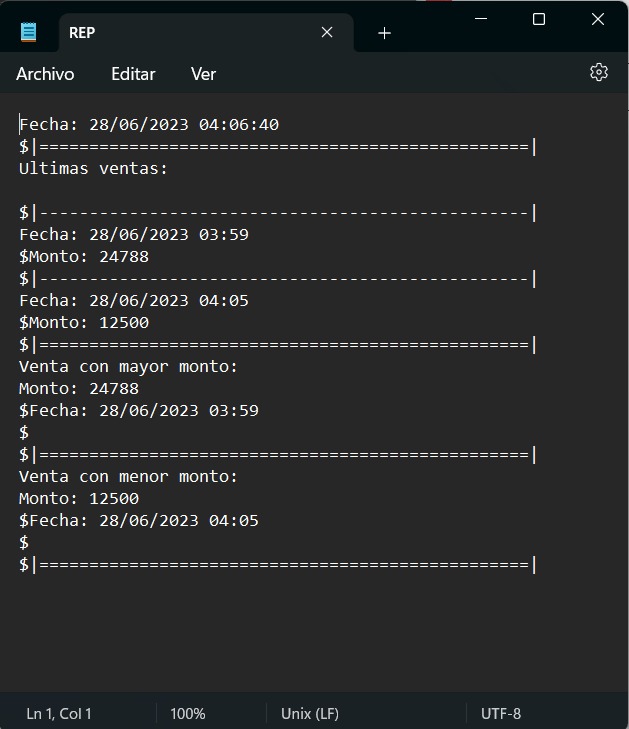 REP
Archivo Editar Ver
Fecha: 28/06/2023 04:06:40
$|=================================================|
Ultimas ventas:
$|-------------------------------------------------|
Fecha: 28/06/2023 03:59
$Monto: 24788
$|-------------------------------------------------|
Fecha: 28/06/2023 04:05
$Monto: 12500
$|=================================================|
Venta con mayor monto:
Monto: 24788
$Fecha: 28/06/2023 03:59
$
$|=================================================|
Venta con menor monto:
Monto: 12500
$Fecha: 28/06/2023 04:05
$
$|=================================================|
Ln 1, Col 1 100% Unix (LF) UTF-8